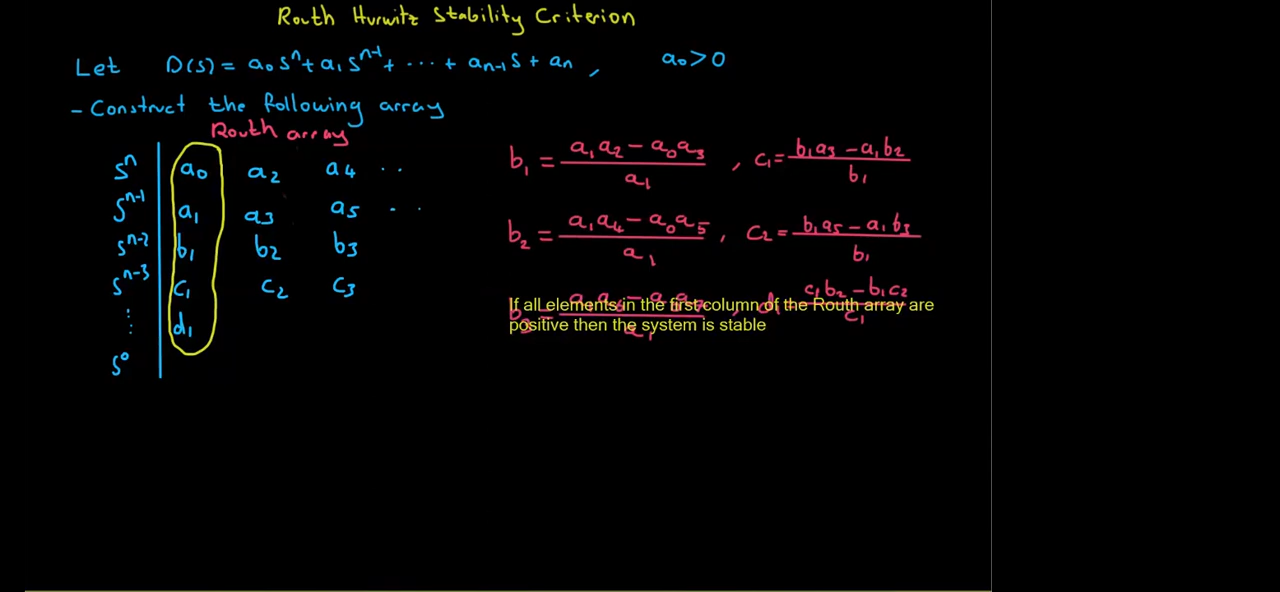 Routh Hurwitz Stability Criterion
Let D(s) = a₀sⁿ + a₁sⁿ⁻¹ + ⋯ + aₙ₋₁s + aₙ , a₀ > 0
- Construct the following array
Routh array
sⁿ | a₀ a₂ a₄ ..
sⁿ⁻¹ | a₁ a₃ a₅ ..
sⁿ⁻² | b₁ b₂ b₃
sⁿ⁻³ | c₁ c₂ c₃
⋮ | d₁
s⁰ |
b₁ = (a₁a₂ - a₀a₃)/a₁ , c₁ = (b₁a₃ - a₁b₂)/b₁
b₂ = (a₁a₄ - a₀a₅)/a₁ , c₂ = (b₁a₅ - a₁b₃)/b₁
If all elements in the first column of the Routh array are
positive then the system is stable
(c₁b₂ - b₁c₂)/c₁